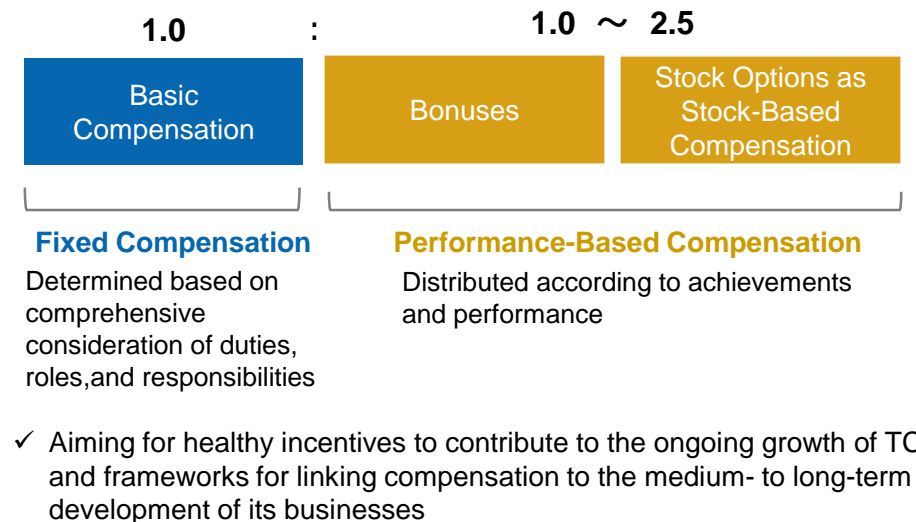 1.0 : 1.0 ～ 2.5
Basic
Compensation
Bonuses
Stock Options as
Stock-Based
Compensation
Fixed Compensation
Determined based on
comprehensive
consideration of duties,
roles,and responsibilities
Performance-Based Compensation
Distributed according to achievements
and performance
✓ Aiming for healthy incentives to contribute to the ongoing growth of
and frameworks for linking compensation to the medium- to long-term
development of its businesses